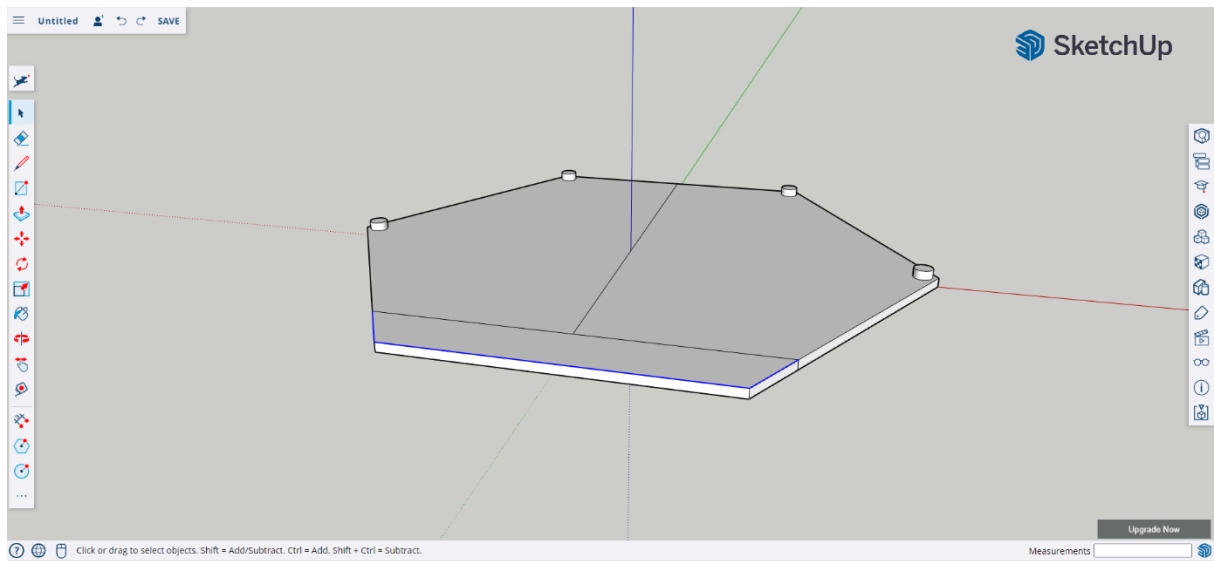 Untitled SAVE
SketchUp
Upgrade Now
Click or drag to select objects. Shift = Add/Subtract. Ctrl = Add. Shift + Ctrl = Subtract.
Measurements